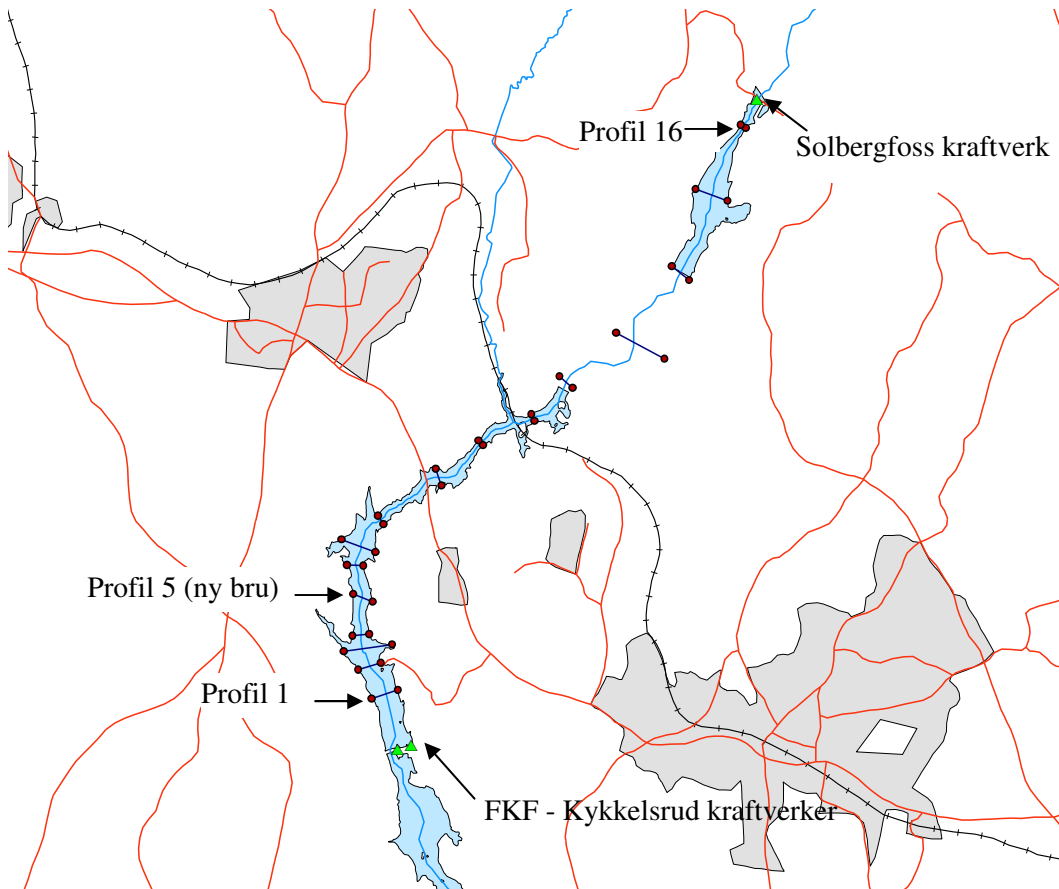 Profil 16
Solbergfoss kraftverk
Profil 5 (ny bru)
Profil 1
FKF - Kykkelsrud kraftverker